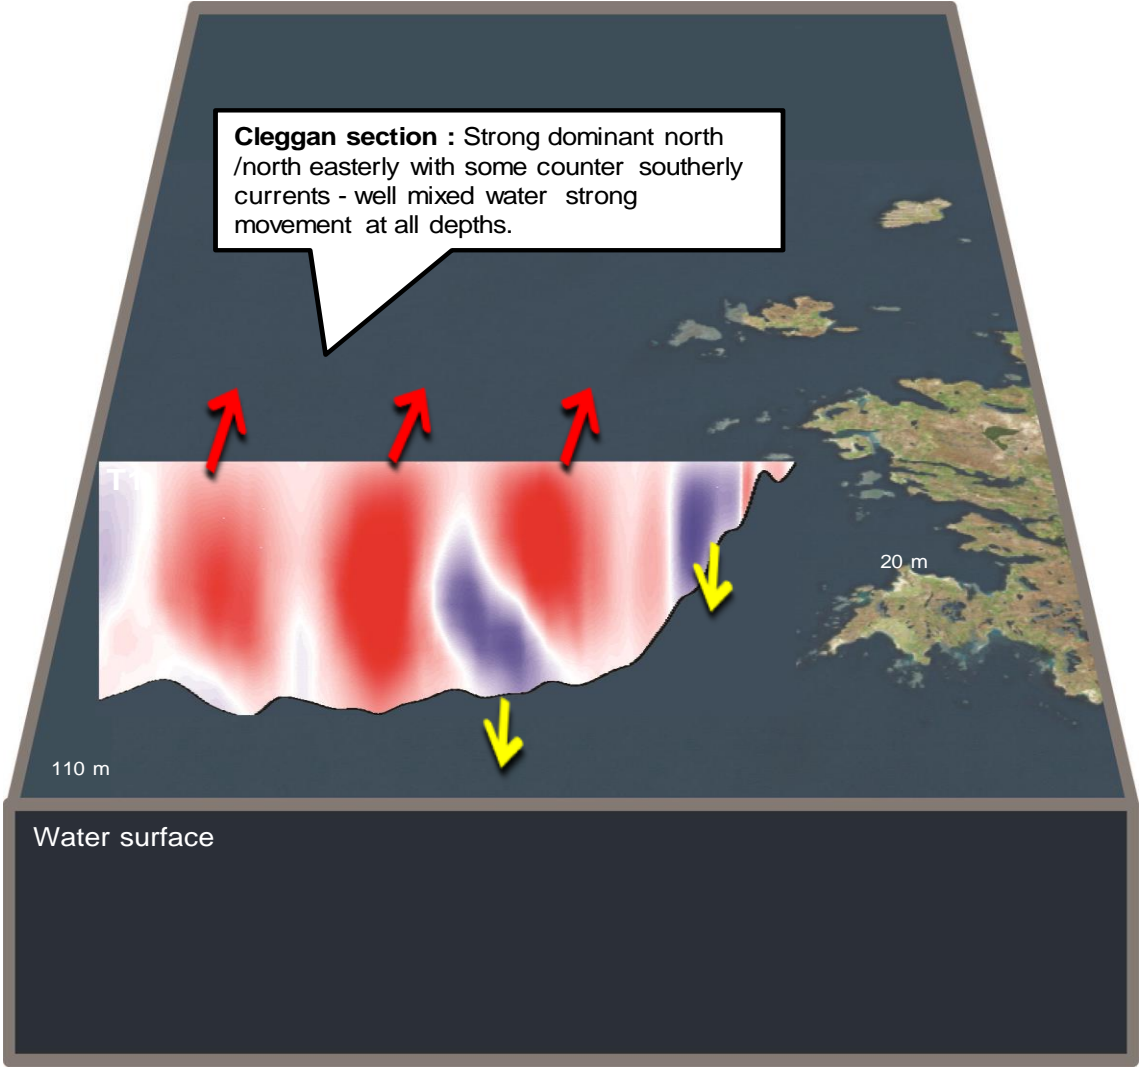 Cleggan section : Strong dominant north
/north easterly with some counter southerly
currents - well mixed water strong
movement at all depths.
T
20 m
110 m
Water surface